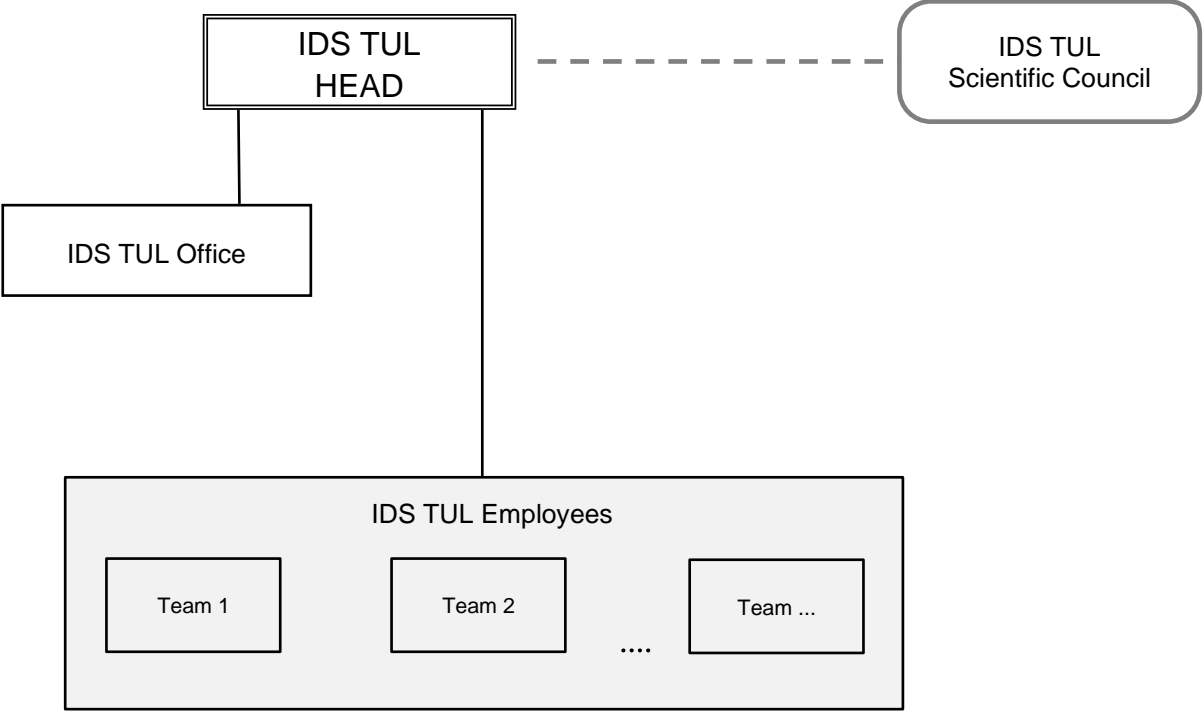 IDS TUL
HEAD
IDS TUL
Scientific Council
IDS TUL Office
IDS TUL Employees
Team 1
Team 2
....
Team ...